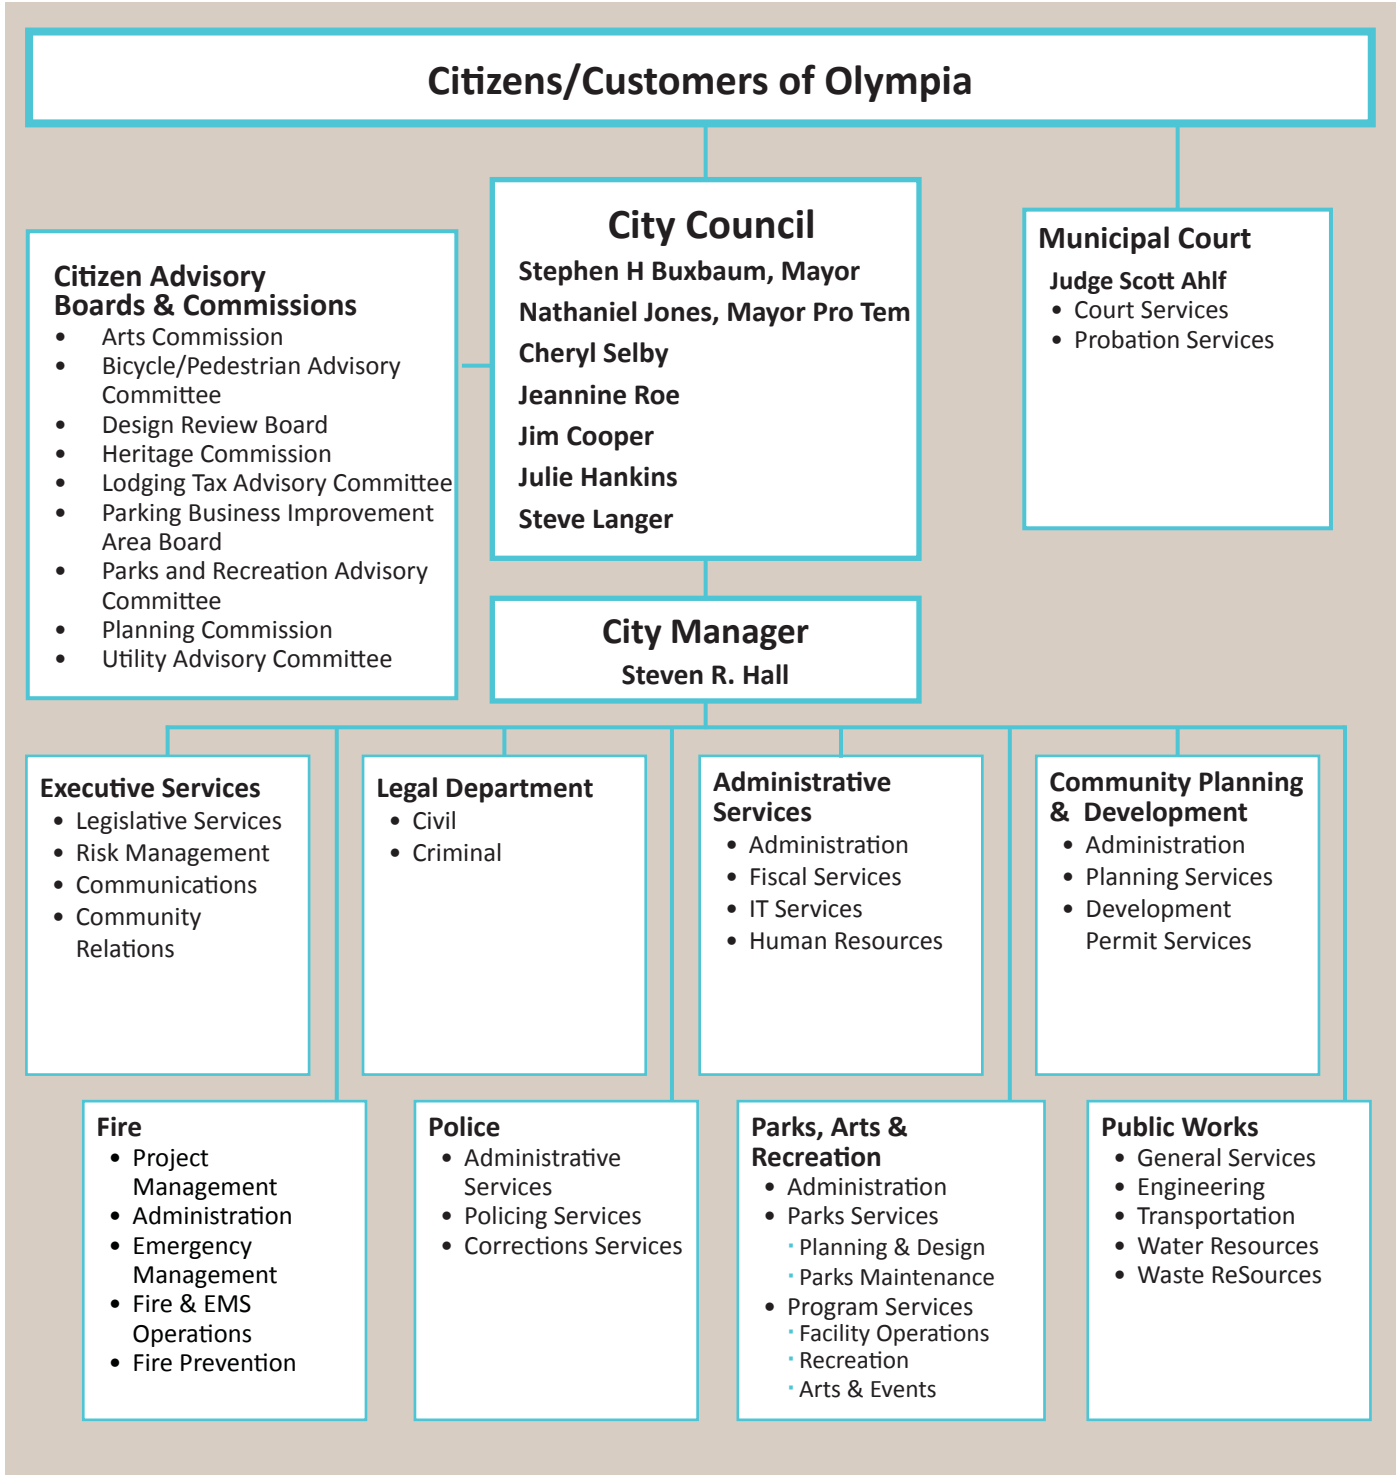 Citizens/Customers of Olympia
City Council
Stephen H Buxbaum, Mayor
Nathaniel Jones, Mayor Pro Tem
Cheryl Selby
Jeannine Roe
Jim Cooper
Julie Hankins
Steve Langer
Municipal Court
Judge Scott Ahlf
• Court Services
• Probation Services
Citizen Advisory
Boards & Commissions
• Arts Commission
• Bicycle/Pedestrian Advisory
Committee
• Design Review Board
• Heritage Commission
• Lodging Tax Advisory Committee
• Parking Business Improvement
Area Board
• Parks and Recreation Advisory
Committee
• Planning Commission
• Utility Advisory Committee
City Manager
Steven R. Hall
Executive Services
• Legislative Services
• Risk Management
• Communications
• Community
Relations
Legal Department
• Civil
• Criminal
Administrative
Services
• Administration
• Fiscal Services
• IT Services
• Human Resources
Community Planning
& Development
• Administration
• Planning Services
• Development
Permit Services
Fire
• Project
Management
• Administration
• Emergency
Management
• Fire & EMS
Operations
• Fire Prevention
Police
• Administrative
Services
• Policing Services
• Corrections Services
Parks, Arts &
Recreation
• Administration
• Parks Services
· Planning & Design
· Parks Maintenance
• Program Services
· Facility Operations
· Recreation
· Arts & Events
Public Works
• General Services
• Engineering
• Transportation
• Water Resources
• Waste ReSources